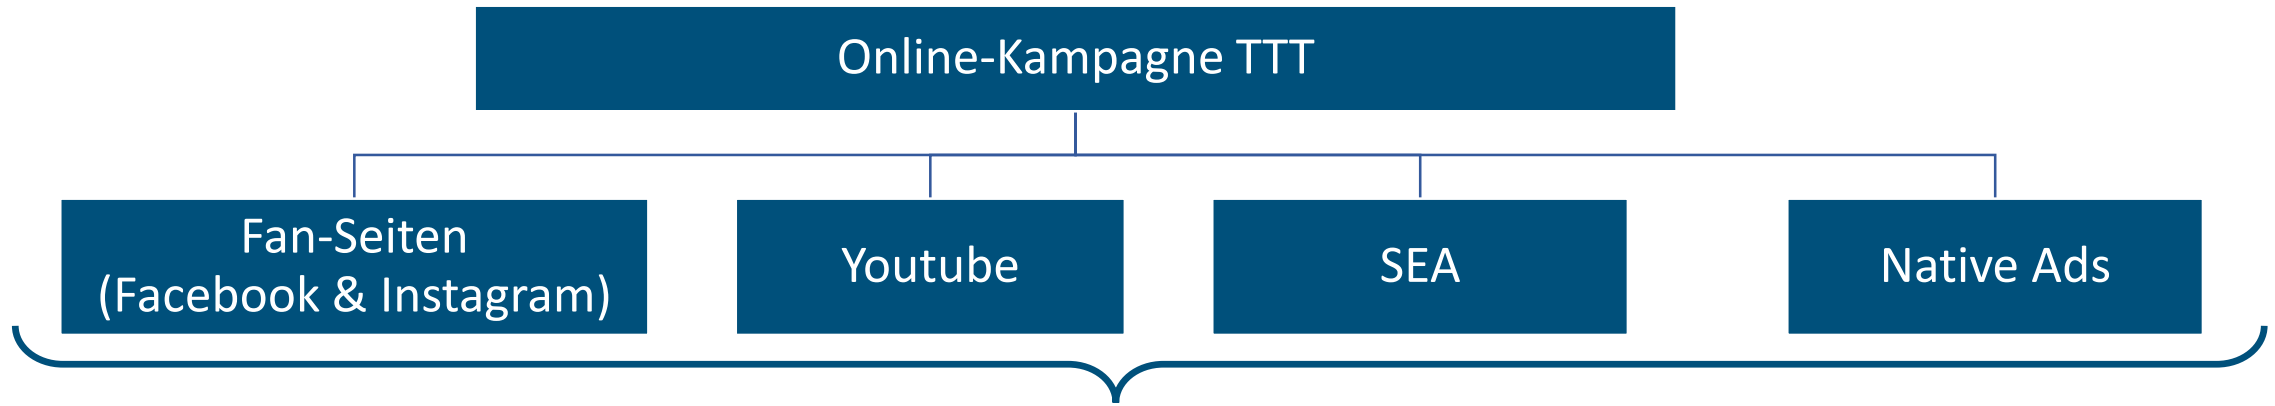 Online-Kampagne TTT
Fan-Seiten
(Facebook & Instagram)
Youtube
SEA
Native Ads